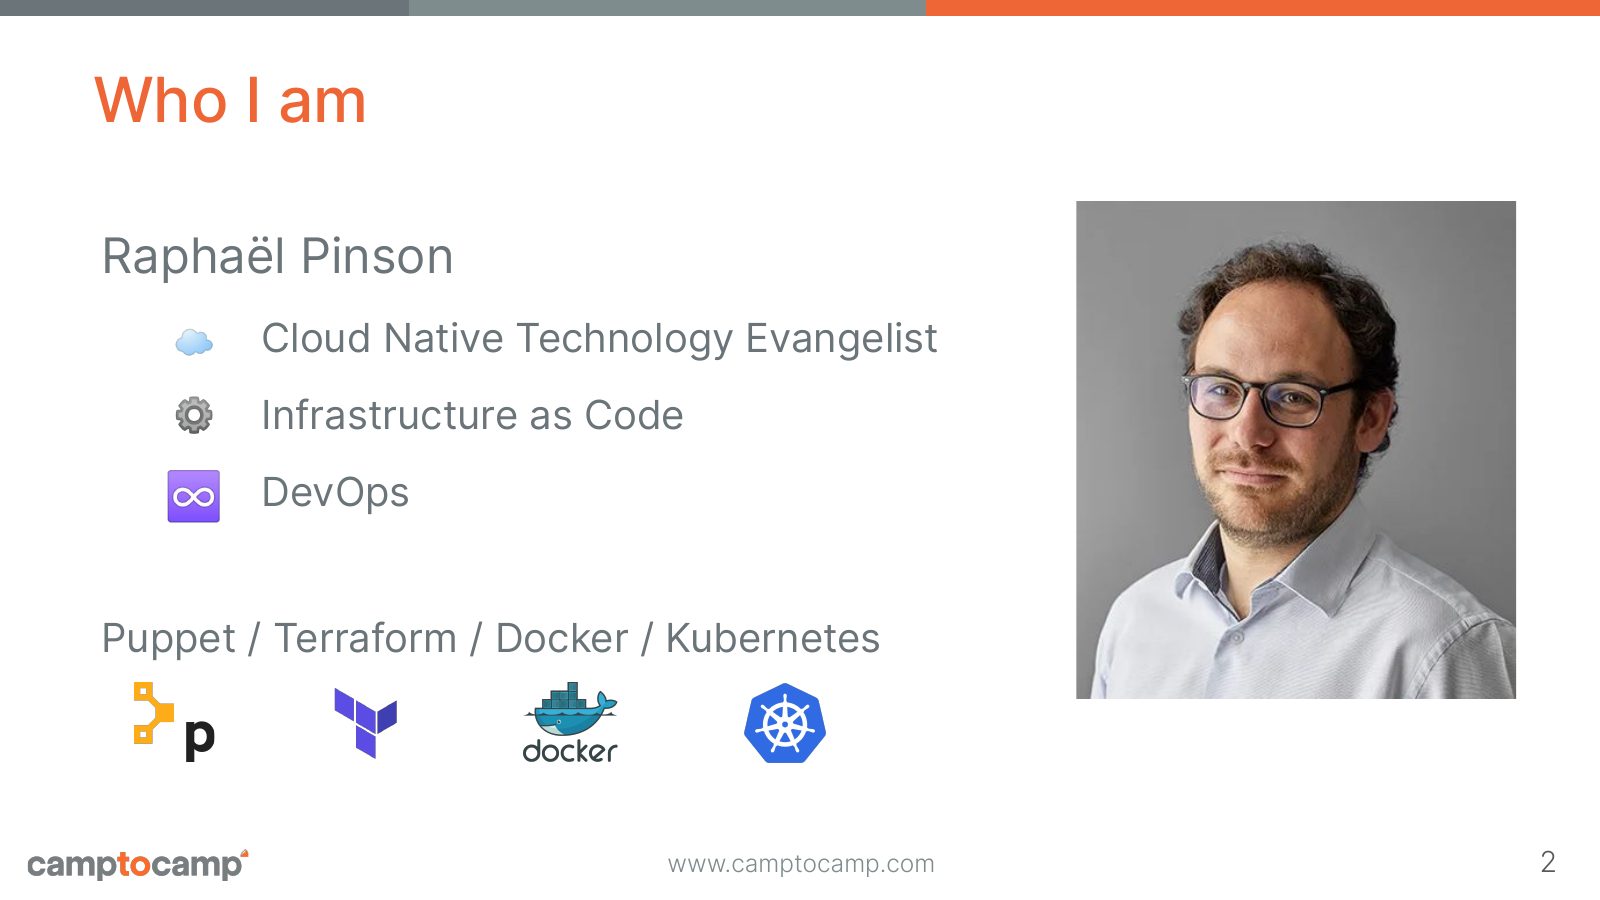 Who I am
Raphaël Pinson
Cloud Native Technology Evangelist
Infrastructure as Code
DevOps
Puppet / Terraform / Docker / Kubernetes
p
docker
camptocamp
www.camptocamp.com
2